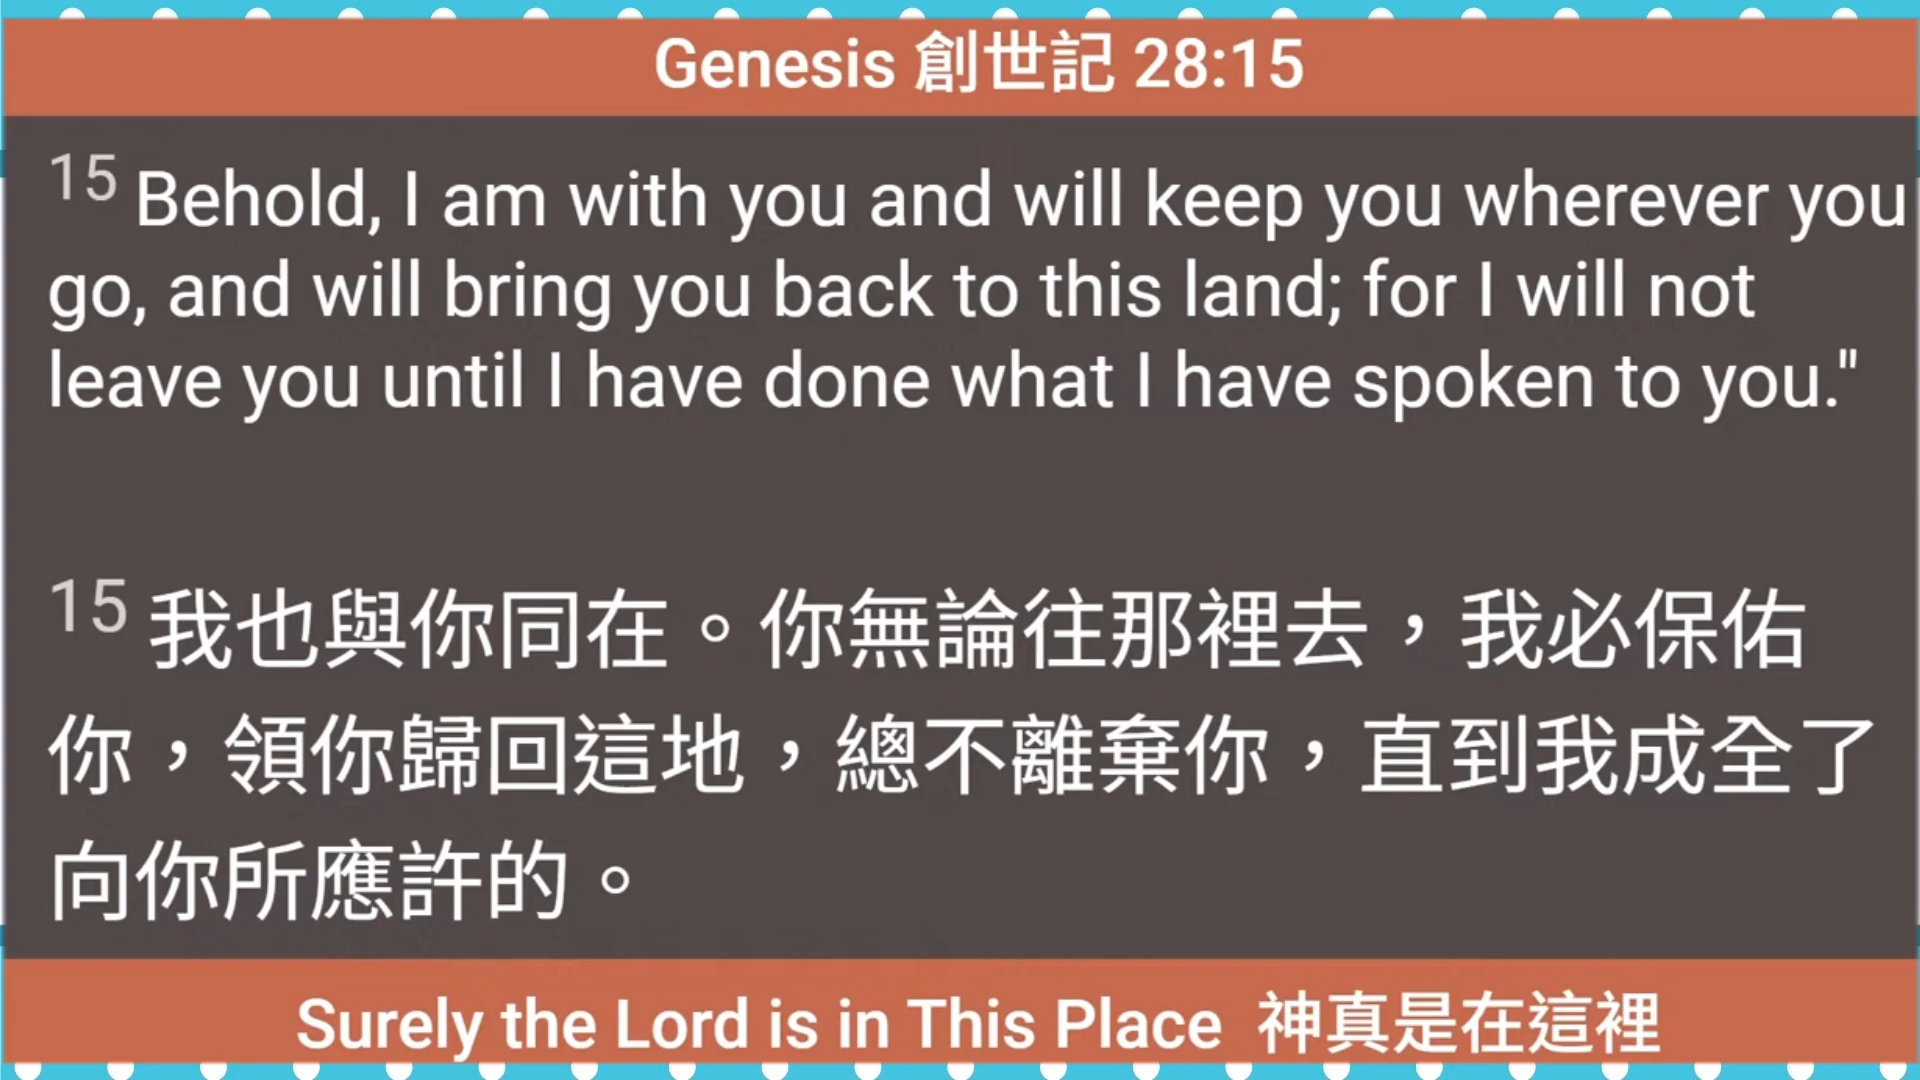 Genesis 創世記 28:15
15 Behold, I am with you and will keep you wherever you
go, and will bring you back to this land; for I will not
leave you until I have done what I have spoken to you."
15 我也與你同在。你無論往那裡去，我必保佑
你，領你歸回這地，總不離棄你，直到我成全了
向你所應許的。
Surely the Lord is in This Place 神真是在這裡